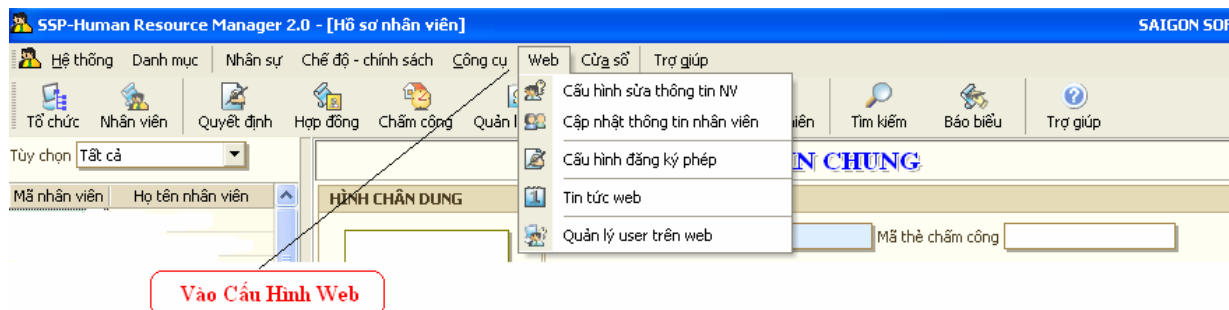 SSP-Human Resource Manager 2.0 - [Hồ sơ nhân viên] SAIGON SOF
Hệ thống Danh mục Nhân sự Chế độ - chính sách Công cụ Web Cửa sổ Trợ giúp
Tổ chức Nhân viên Quyết định Hợp đồng Chấm công Quản l iên Tìm kiếm Báo biểu Trợ giúp
Cấu hình sửa thông tin NV
Cập nhật thông tin nhân viên
Cấu hình đăng ký phép
Tin tức web
Quản lý user trên web
Tùy chọn Tất cả
IN CHUNG
Mã nhân viên Họ tên nhân viên
HÌNH CHÂN DUNG
Mã thẻ chấm công
Vào Cấu Hình Web